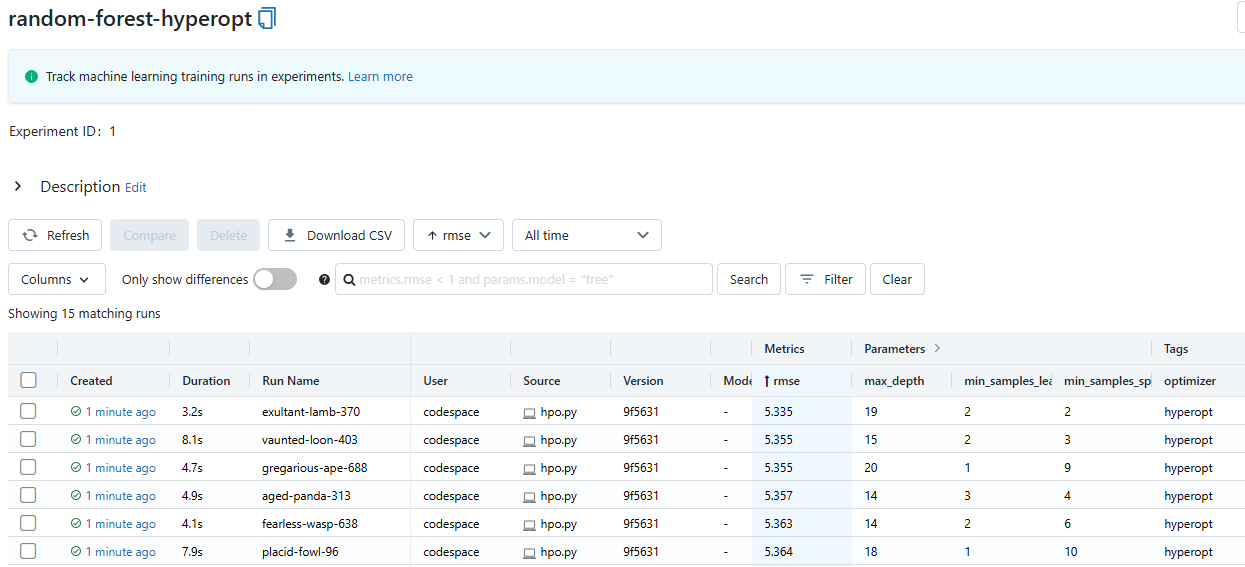 random-forest-hyperopt
Track machine learning training runs in experiments. Learn more
Experiment ID: 1
Description Edit
Refresh Compare Delete Download CSV ↑ rmse All time
Columns Only show differences metrics.rmse < 1 and params.model = "tree" Search Filter Clear
Showing 15 matching runs
Metrics Parameters > Tags
Created Duration Run Name User Source Version Mode ↑ rmse max_depth min_samples_lea min_samples_sp optimizer
1 minute ago 3.2s exultant-lamb-370 codespace hpo.py 9f5631 - 5.335 19 2 2 hyperopt
1 minute ago 8.1s vaunted-loon-403 codespace hpo.py 9f5631 - 5.355 15 2 3 hyperopt
1 minute ago 4.7s gregarious-ape-688 codespace hpo.py 9f5631 - 5.355 20 1 9 hyperopt
1 minute ago 4.9s aged-panda-313 codespace hpo.py 9f5631 - 5.357 14 3 4 hyperopt
1 minute ago 4.1s fearless-wasp-638 codespace hpo.py 9f5631 - 5.363 14 2 6 hyperopt
1 minute ago 7.9s placid-fowl-96 codespace hpo.py 9f5631 - 5.364 18 1 10 hyperopt